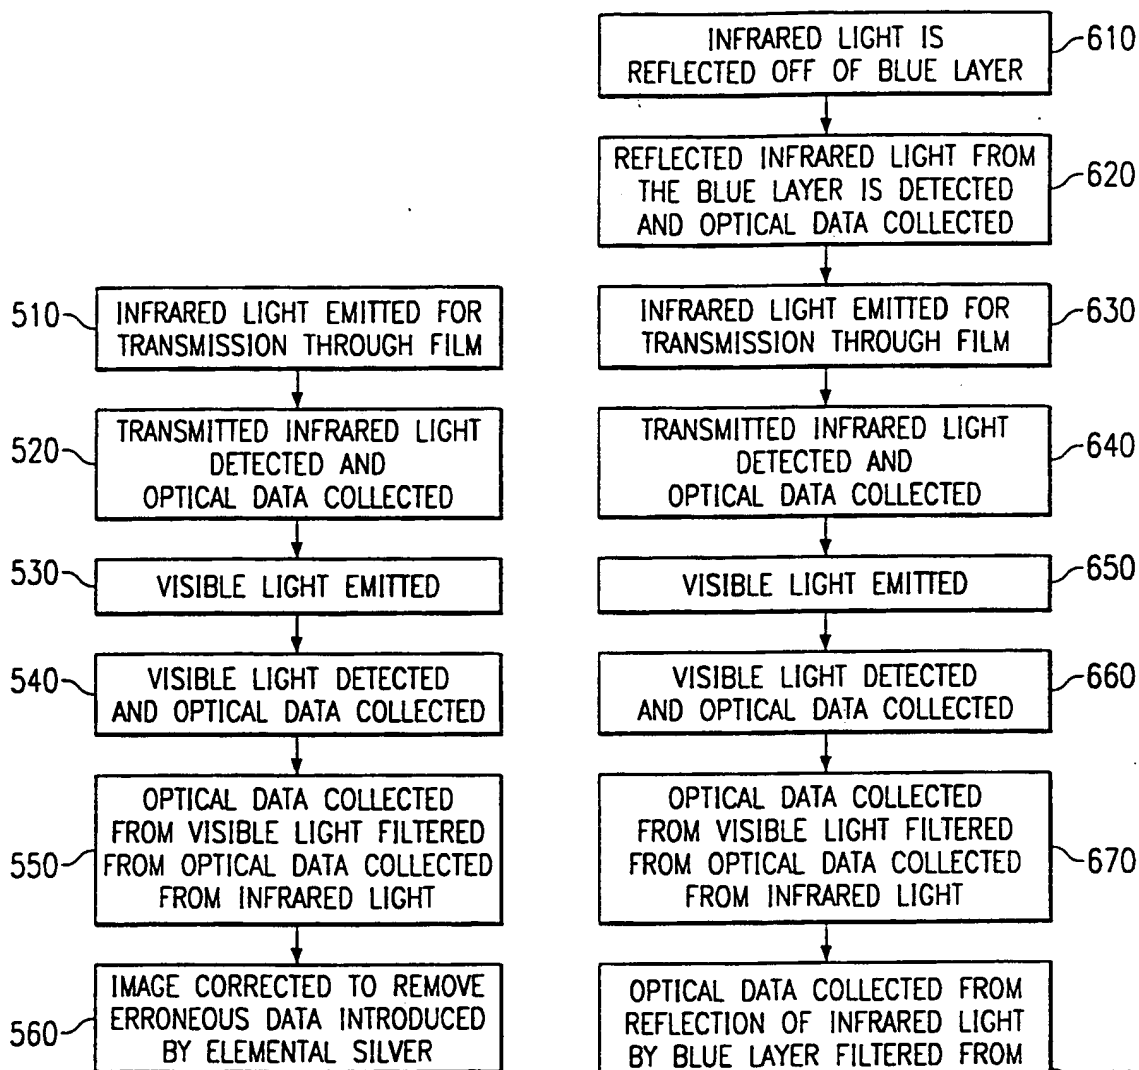 510
INFRARED LIGHT EMITTED FOR
TRANSMISSION THROUGH FILM
520
TRANSMITTED INFRARED LIGHT
DETECTED AND
OPTICAL DATA COLLECTED
530
VISIBLE LIGHT EMITTED
540
VISIBLE LIGHT DETECTED
AND OPTICAL DATA COLLECTED
550
OPTICAL DATA COLLECTED
FROM VISIBLE LIGHT FILTERED
FROM OPTICAL DATA COLLECTED
FROM INFRARED LIGHT
560
IMAGE CORRECTED TO REMOVE
ERRONEOUS DATA INTRODUCED
BY ELEMENTAL SILVER
INFRARED LIGHT IS
REFLECTED OFF OF BLUE LAYER
610
REFLECTED INFRARED LIGHT FROM
THE BLUE LAYER IS DETECTED
AND OPTICAL DATA COLLECTED
620
INFRARED LIGHT EMITTED FOR
TRANSMISSION THROUGH FILM
630
TRANSMITTED INFRARED LIGHT
DETECTED AND
OPTICAL DATA COLLECTED
640
VISIBLE LIGHT EMITTED
650
VISIBLE LIGHT DETECTED
AND OPTICAL DATA COLLECTED
660
OPTICAL DATA COLLECTED
FROM VISIBLE LIGHT FILTERED
FROM OPTICAL DATA COLLECTED
FROM INFRARED LIGHT
670
OPTICAL DATA COLLECTED FROM
REFLECTION OF INFRARED LIGHT
BY BLUE LAYER FILTERED FROM